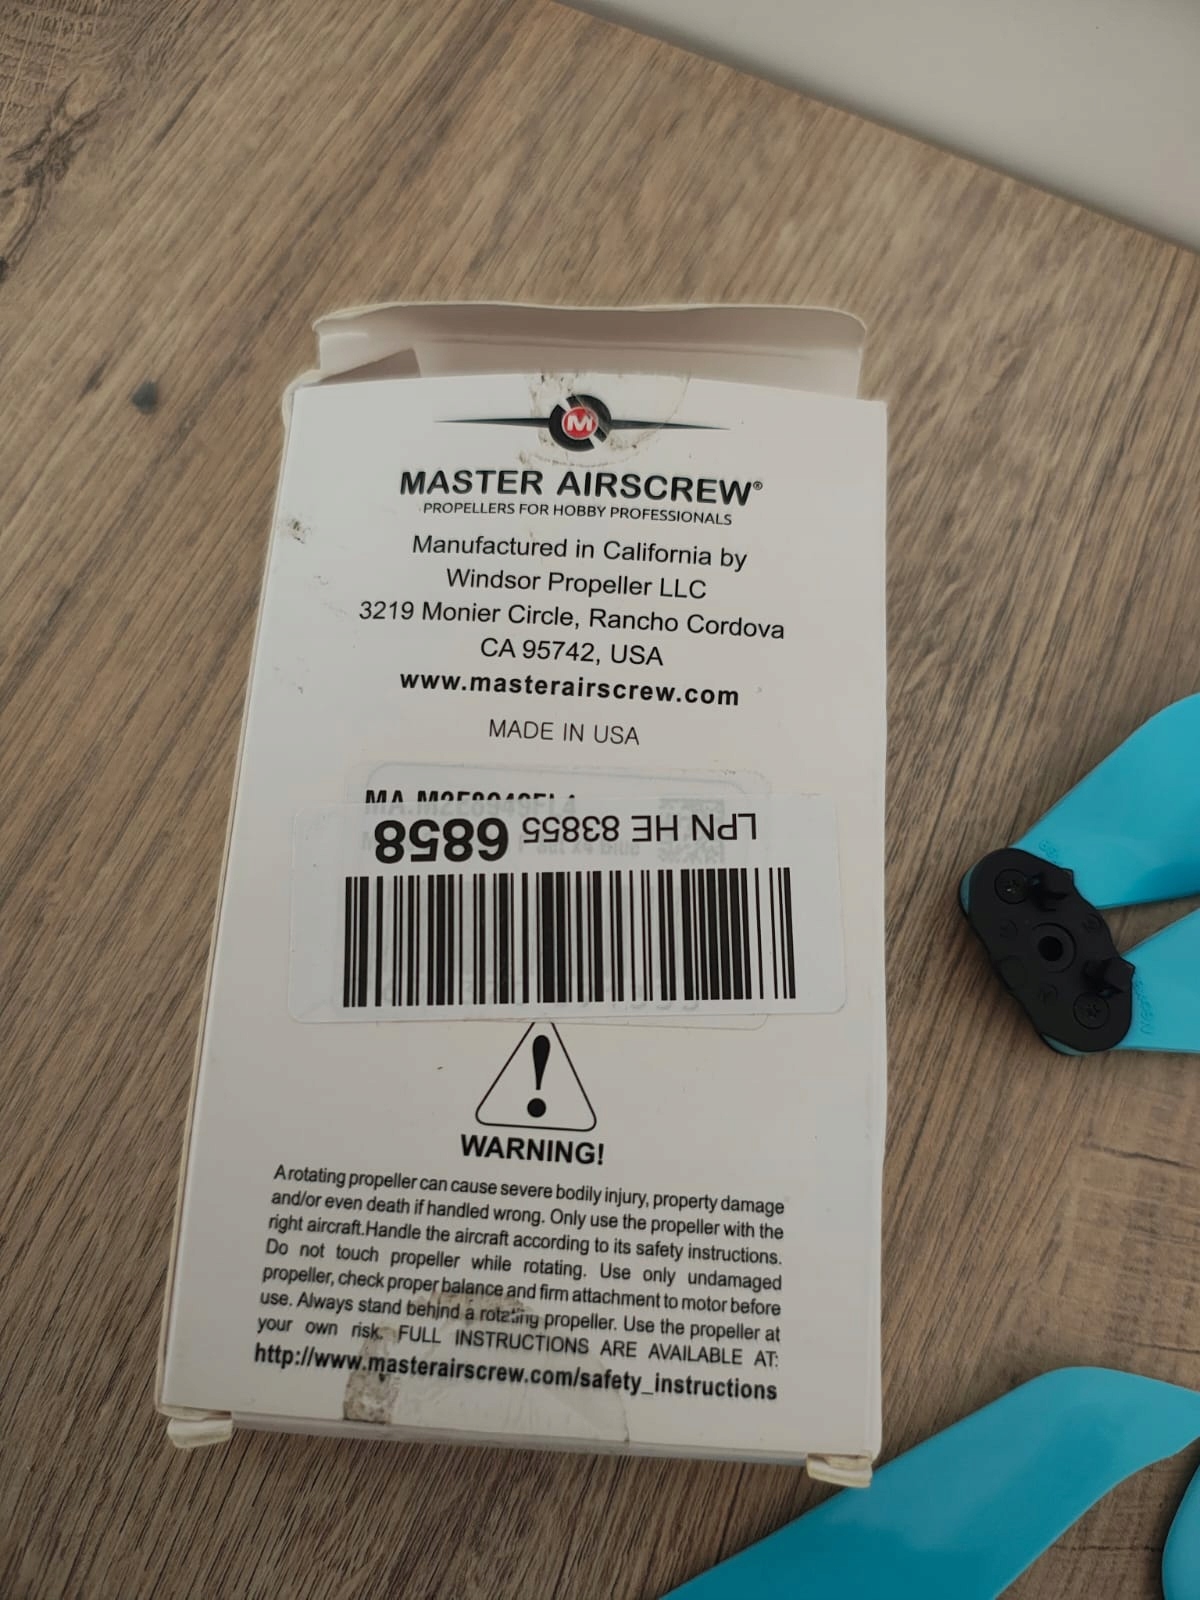 M
MASTER AIRSCREW®
PROPELLERS FOR HOBBY PROFESSIONALS
Manufactured in California by
Windsor Propeller LLC
3219 Monier Circle, Rancho Cordova
CA 95742, USA
www.masterairscrew.com
MADE IN USA
LPN HE 83855 6858
WARNING!
A rotating propeller can cause severe bodily injury, property damage
and/or even death if handled wrong. Only use the propeller with the
right aircraft.Handle the aircraft according to its safety instructions.
Do not touch propeller while rotating. Use only undamaged
propeller, check proper balance and firm attachment to motor before
use. Always stand behind a rotating propeller. Use the propeller at
your own risk. FULL INSTRUCTIONS ARE AVAILABLE AT:
http://www.masterairscrew.com/safety_instructions